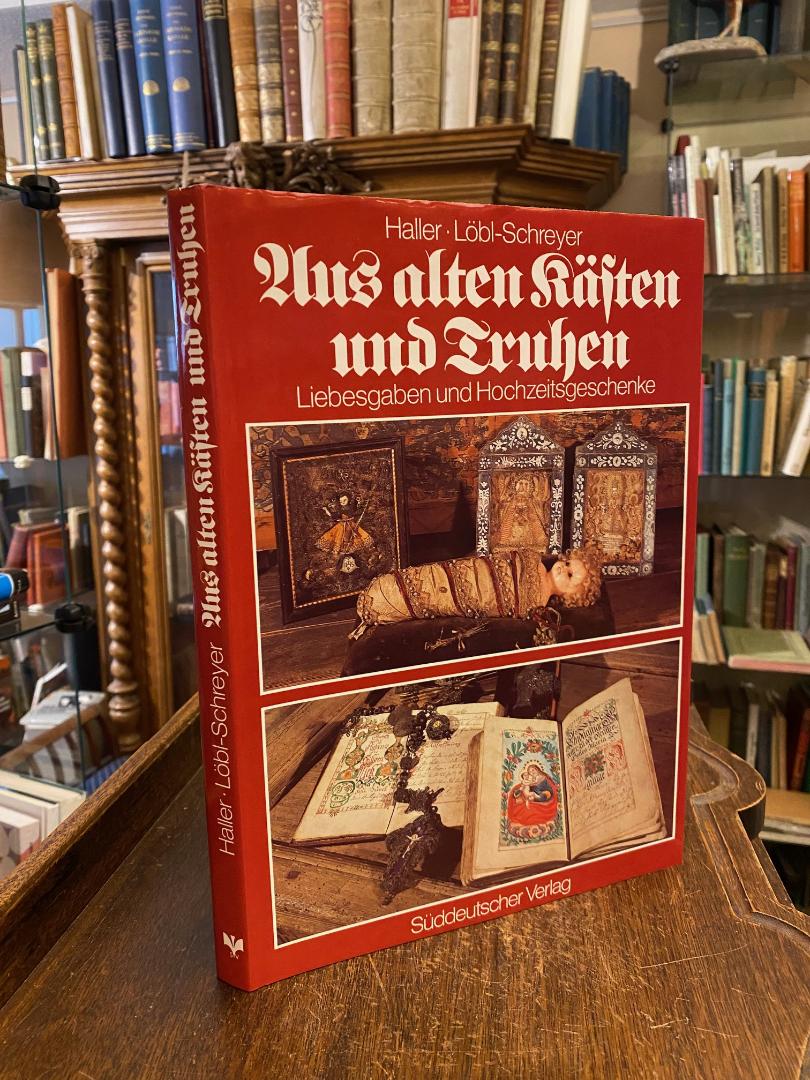 Haller · Löbl-Schreyer
Aus alten Käſten
und Truhen
Liebesgaben und Hochzeitsgeschenke
Süddeutscher Verlag
Haller · Löbl-Schreyer Aus alten Käſten und Truhen